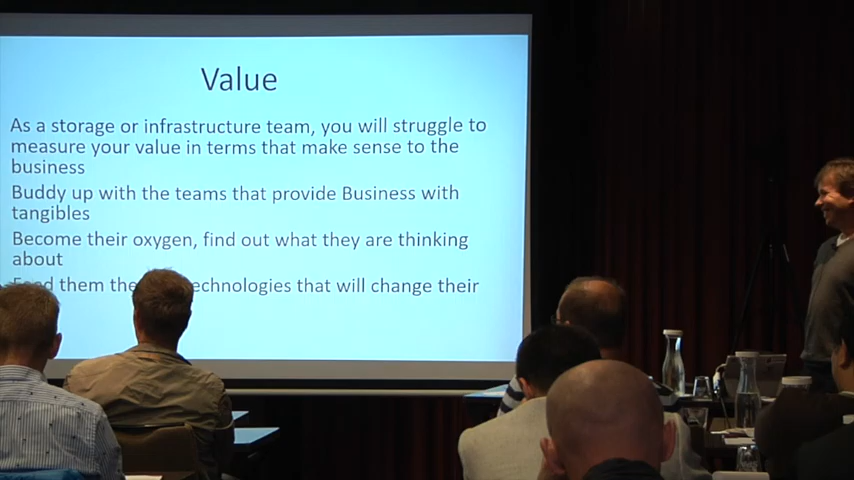 Value
As a storage or infrastructure team, you will struggle to
measure your value in terms that make sense to the
business
Buddy up with the teams that provide Business with
tangibles
Become their oxygen, find out what they are thinking
about
Feed them the technologies that will change their